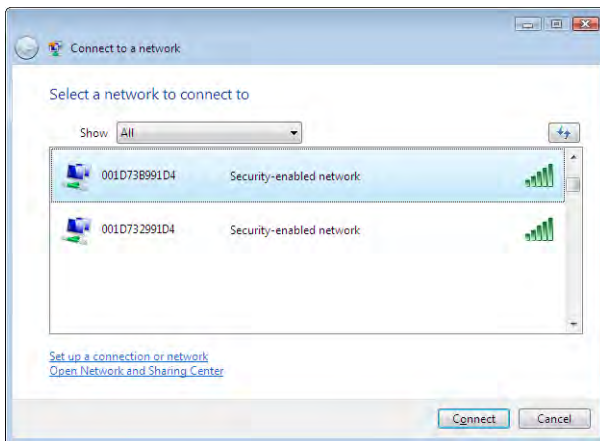 Connect to a network
Select a network to connect to
Show All
001D73B991D4 Security-enabled network
001D732991D4 Security-enabled network
Set up a connection or network
Open Network and Sharing Center
Connect Cancel